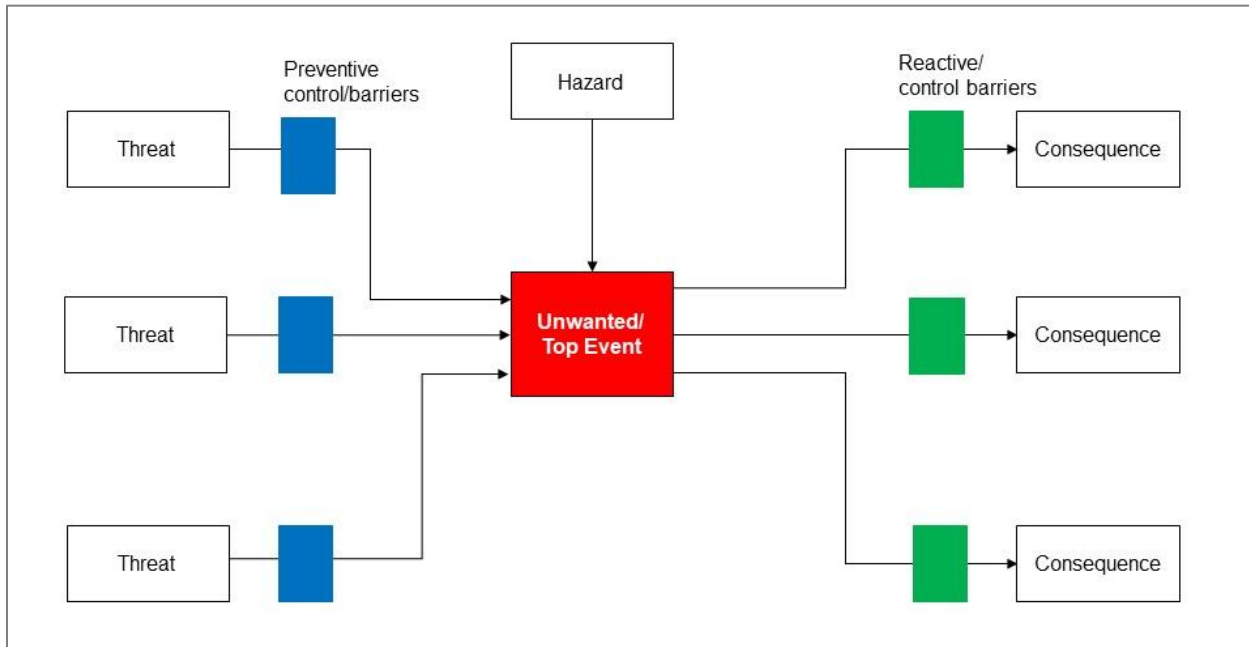 Preventive
control/barriers
Hazard
Reactive/
control barriers
Threat
Consequence
Unwanted/
Top Event
Threat
Consequence
Threat
Consequence